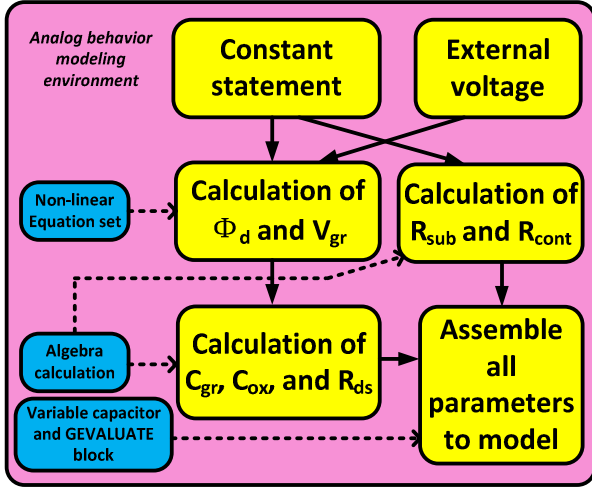 Analog behavior
modeling
environment
Constant
statement
External
voltage
Non-linear
Equation set
Calculation of
Φd and Vgr
Calculation of
Rsub and Rcont
Algebra
calculation
Calculation of
Cgr, Cox, and Rds
Assemble
all
parameters
to model
Variable capacitor
and GEVALUATE
block